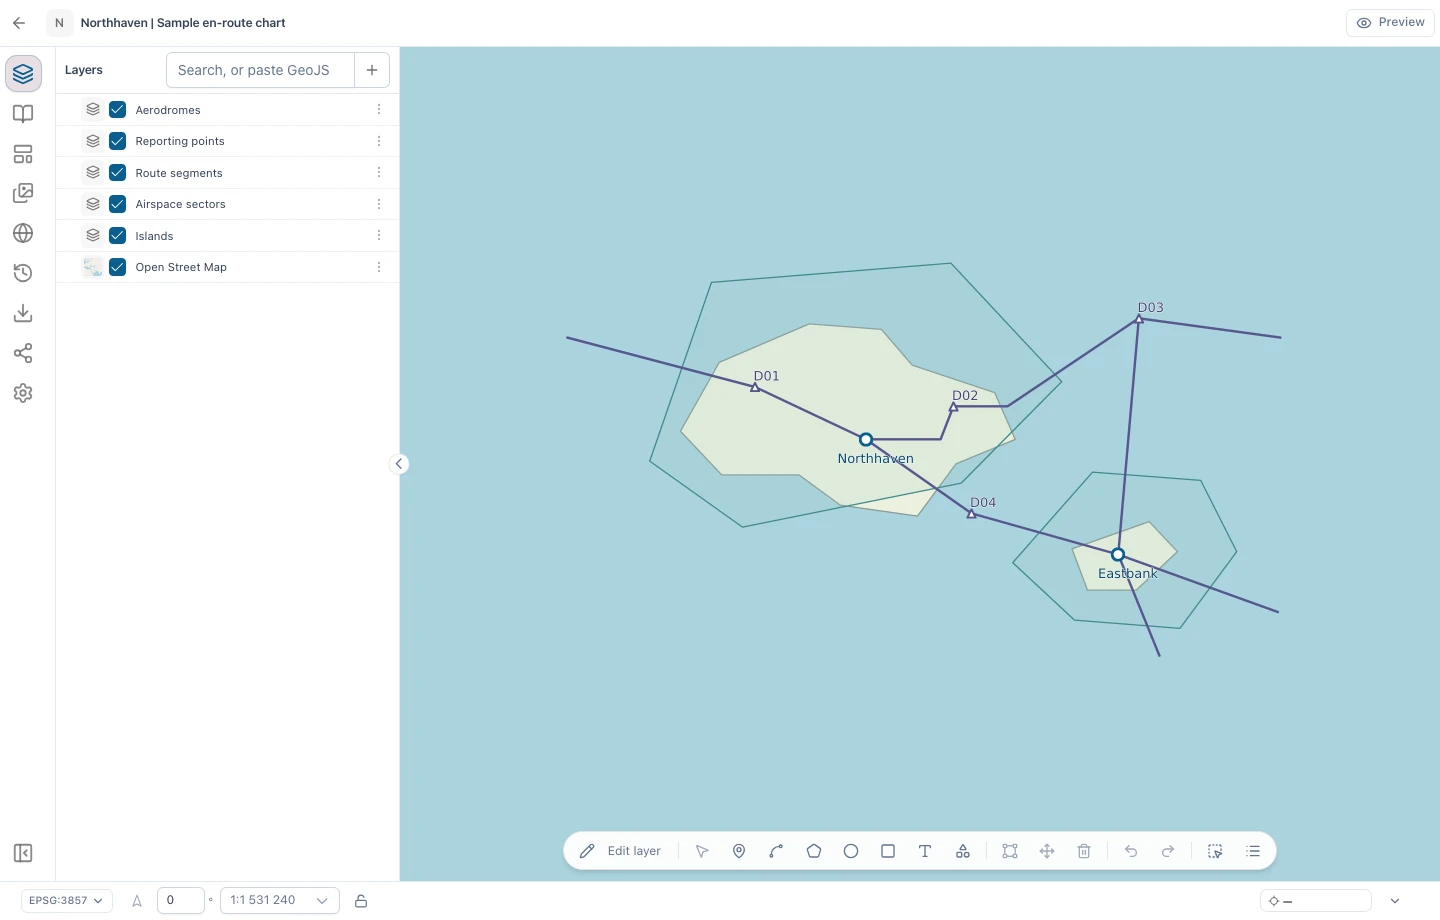 N Northhaven | Sample en-route chart
Preview
Layers
Search, or paste GeoJS
Aerodromes
Reporting points
Route segments
Airspace sectors
Islands
Open Street Map
D03
D01
D02
Northhaven
D04
Eastbank
Edit layer
EPSG:3857
0 °
1:1 531 240